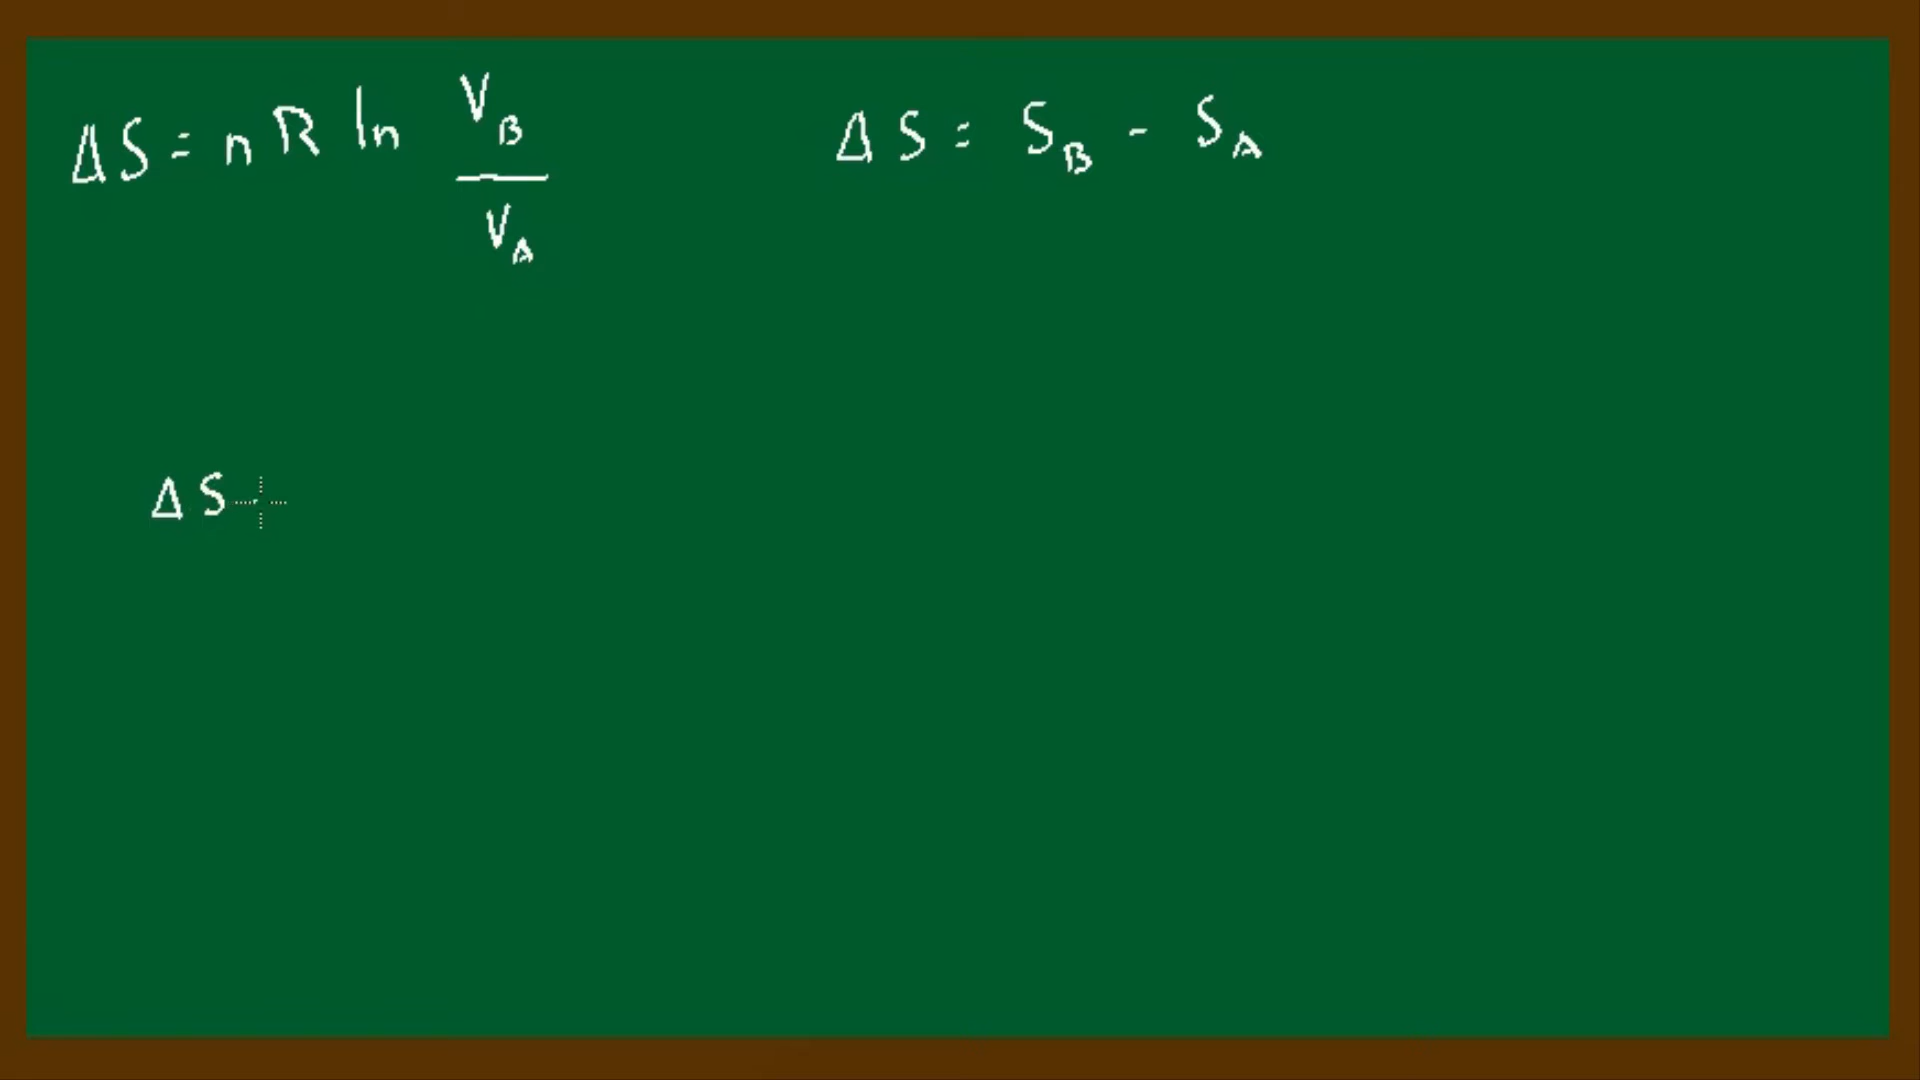 ΔS = nR ln V_B / V_A
ΔS = S_B - S_A
ΔS -